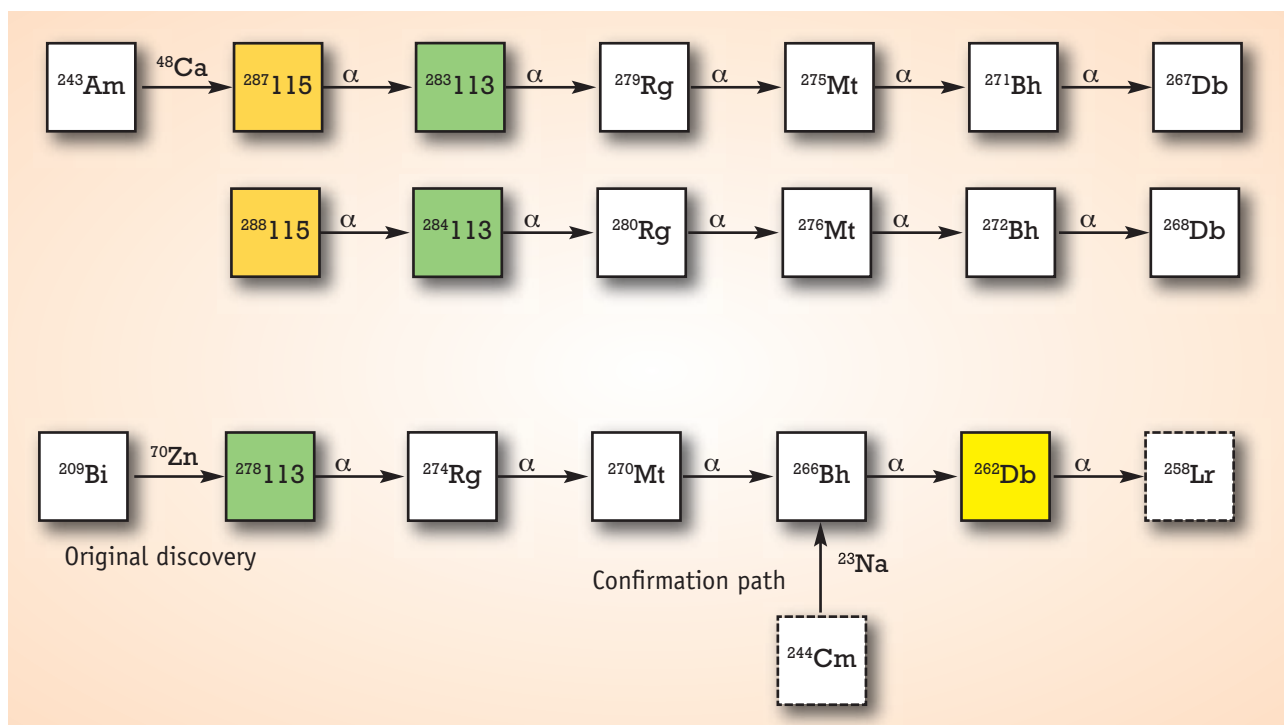 ⁴⁸Ca
²⁴³Am ²⁸⁷115 α ²⁸³113 α ²⁷⁹Rg α ²⁷⁵Mt α ²⁷¹Bh α ²⁶⁷Db
²⁸⁸115 α ²⁸⁴113 α ²⁸⁰Rg α ²⁷⁶Mt α ²⁷²Bh α ²⁶⁸Db
⁷⁰Zn
²⁰⁹Bi ²⁷⁸113 α ²⁷⁴Rg α ²⁷⁰Mt α ²⁶⁶Bh α ²⁶²Db α ²⁵⁸Lr
Original discovery
Confirmation path ²³Na
²⁴⁴Cm